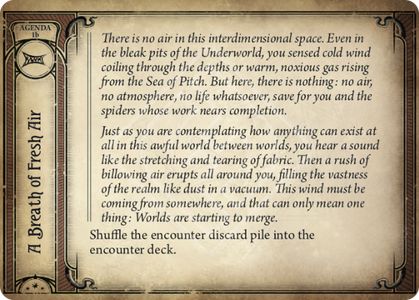 AGENDA
1b
A Breath of Fresh Air
There is no air in this interdimensional space. Even in
the bleak pits of the Underworld, you sensed cold wind
coiling through the depths or warm, noxious gas rising
from the Sea of Pitch. But here, there is nothing: no air,
no atmosphere, no life whatsoever, save for you and the
spiders whose work nears completion.
Just as you are contemplating how anything can exist at
all in this awful world between worlds, you hear a sound
like the stretching and tearing of fabric. Then a rush of
billowing air erupts all around you, filling the vastness
of the realm like dust in a vacuum. This wind must be
coming from somewhere, and that can only mean one
thing: Worlds are starting to merge.
Shuffle the encounter discard pile into the
encounter deck.